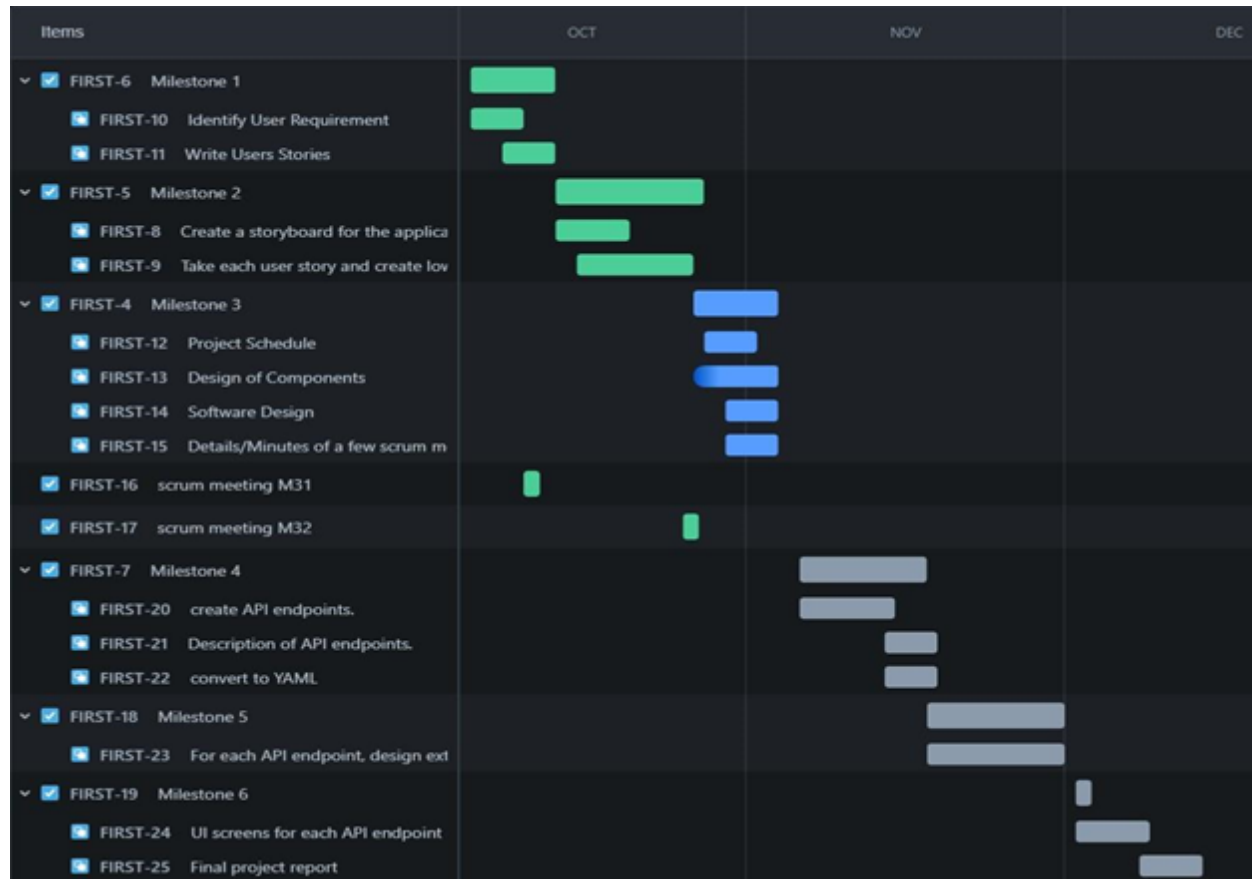 Items OCT NOV DEC
FIRST-6 Milestone 1
FIRST-10 Identify User Requirement
FIRST-11 Write Users Stories
FIRST-5 Milestone 2
FIRST-8 Create a storyboard for the applica
FIRST-9 Take each user story and create lov
FIRST-4 Milestone 3
FIRST-12 Project Schedule
FIRST-13 Design of Components
FIRST-14 Software Design
FIRST-15 Details/Minutes of a few scrum m
FIRST-16 scrum meeting M31
FIRST-17 scrum meeting M32
FIRST-7 Milestone 4
FIRST-20 create API endpoints.
FIRST-21 Description of API endpoints.
FIRST-22 convert to YAML
FIRST-18 Milestone 5
FIRST-23 For each API endpoint, design ext
FIRST-19 Milestone 6
FIRST-24 UI screens for each API endpoint
FIRST-25 Final project report